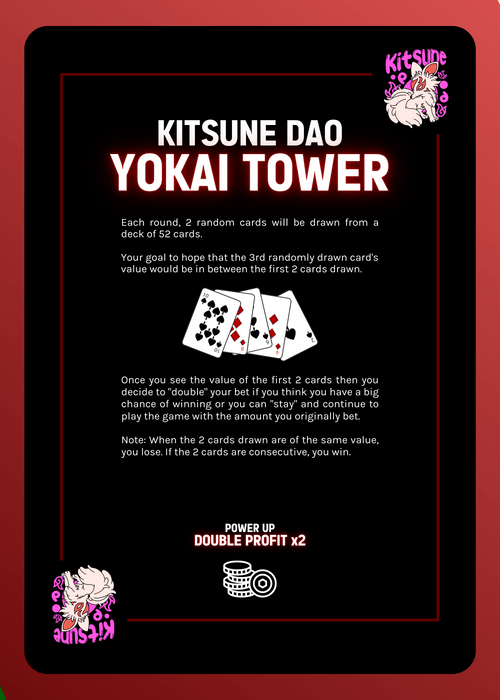 Kitsune
KITSUNE DAO
YOKAI TOWER
Each round, 2 random cards will be drawn from a
deck of 52 cards.
Your goal to hope that the 3rd randomly drawn card's
value would be in between the first 2 cards drawn.
10
10
Once you see the value of the first 2 cards then you
decide to "double" your bet if you think you have a big
chance of winning or you can "stay" and continue to
play the game with the amount you originally bet.
Note: When the 2 cards drawn are of the same value,
you lose. If the 2 cards are consecutive, you win.
POWER UP
DOUBLE PROFIT x2
Kitsune